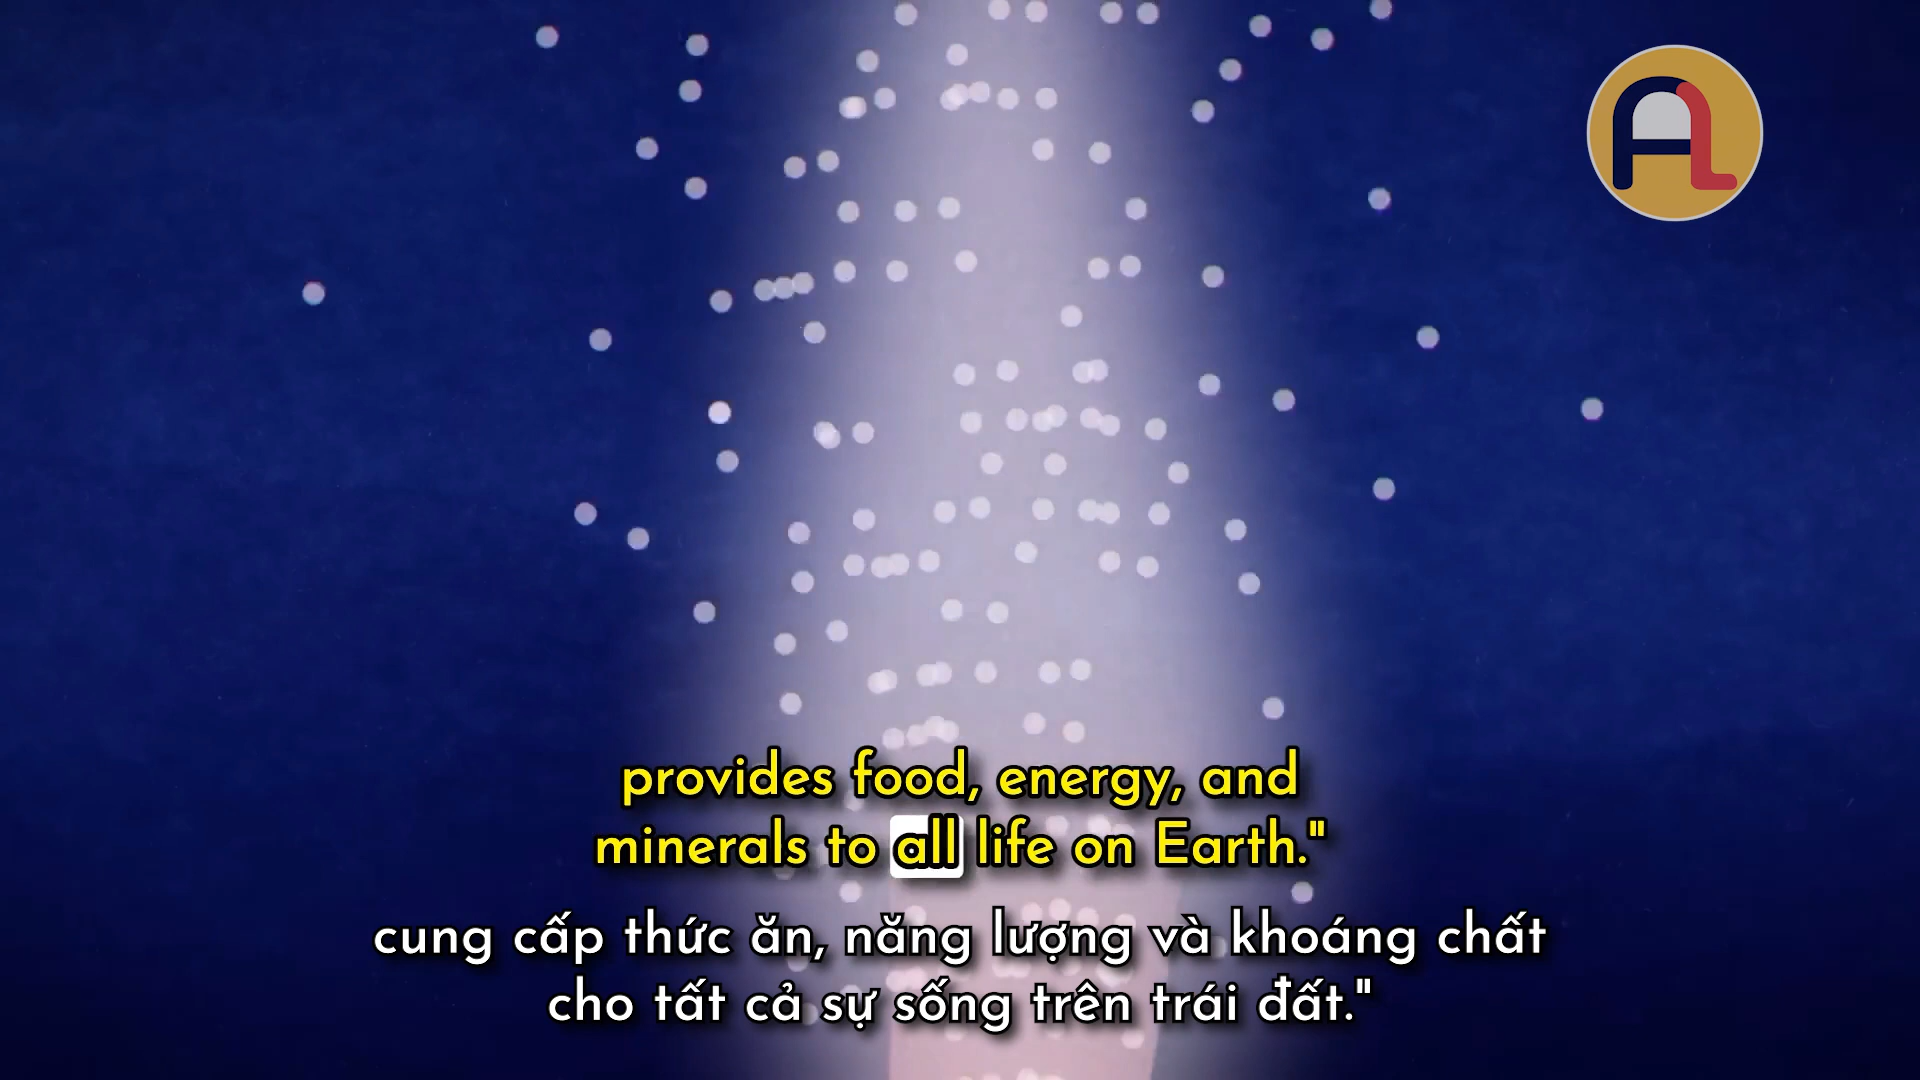 AL
provides food, energy, and
minerals to all life on Earth."
cung cấp thức ăn, năng lượng và khoáng chất
cho tất cả sự sống trên trái đất."